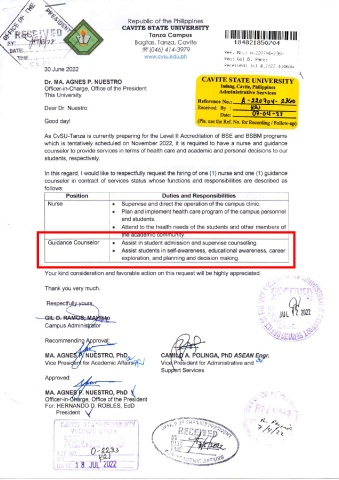 Republic of the Philippines
CAVITE STATE UNIVERSITY
Tanza Campus
Bagtas, Tanza, Cavite
(046) 414-3979
www.cvsu.edu.ph
OFFICE OF THE PRESIDENT
RECEIVED
BY:
DATE:
184821850704
CAVITE STATE UNIVERSITY
Indang, Cavite, Philippines
Administrative Services
Reference No.: A-220704-2360
Received By
Date 07-04-22
(Pls. use the Ref. No. for Recording / Follow-up)
30 June 2022
Dr. MA. AGNES P. NUESTRO
Officer-in-Charge, Office of the President
This University
Dear Dr. Nuestro:
Good day!
As CvSU-Tanza is currently preparing for the Level II Accreditation of BSE and BSBM programs
which is tentatively scheduled on November 2022, it is required to have a nurse and guidance
counselor to provide services in terms of health care and academic and personal decisions to our
students, respectively.
In this regard, I would like to respectfully request the hiring of one (1) nurse and one (1) guidance
counselor in contract of services status whose functions and responsibilities are described as
follows:
Position Duties and Responsibilities
Nurse • Supervise and direct the operation of the campus clinic.
• Plan and implement health care program of the campus personnel
and students.
• Attend to the health needs of the students and other members of
the academic community
Guidance Counselor • Assist in student admission and supervise counselling.
• Assist students in self-awareness, educational awareness, career
exploration, and planning and decision making.
Your kind consideration and favorable action on this request will be highly appreciated.
Thank you very much.
Respectfully yours,
GIL D. RAMOS,
Campus Administrator
Recommending Approval:
MA. AGNES P. NUESTRO, PhD CAMILO A. POLINGA, PhD ASEAN Engr.
Vice President for Academic Affairs Vice President for Administrative and
Support Services
Approved:
MA. AGNES P. NUESTRO, PhD
Officer-in-Charge, Office of the President
For: HERNANDO D. ROBLES, EdD
President
CAVITE STATE UNIVERSITY
DATE 18 JUL 2022
RECEIVED
JUL 2022